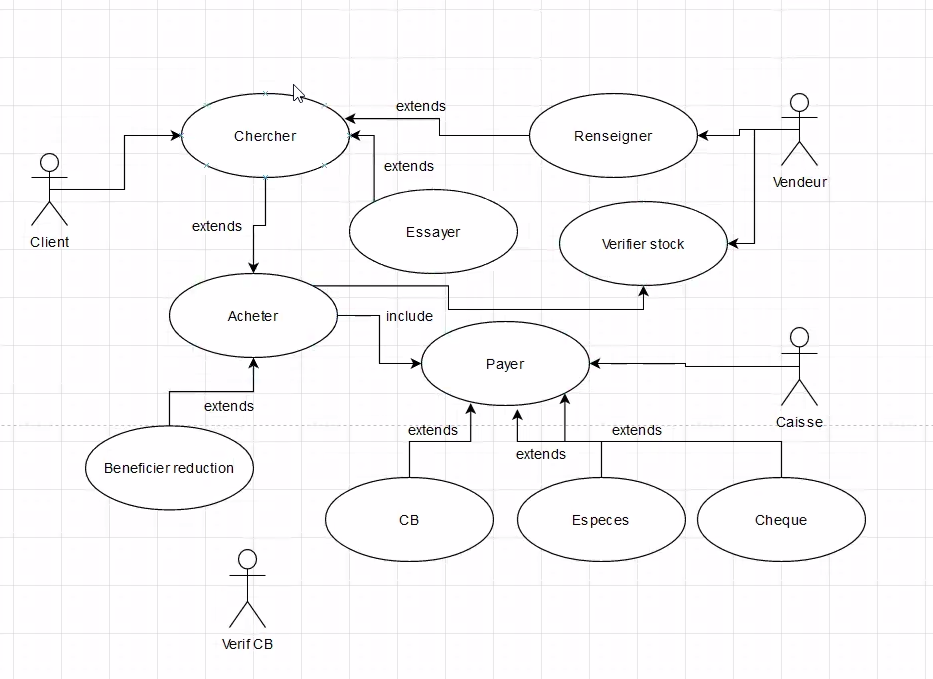 extends
Chercher
Renseigner
extends
Vendeur
extends
Essayer
Client
Verifier stock
Acheter
include
Payer
extends
Caisse
extends
extends
extends
Beneficier reduction
CB
Especes
Cheque
Verif CB